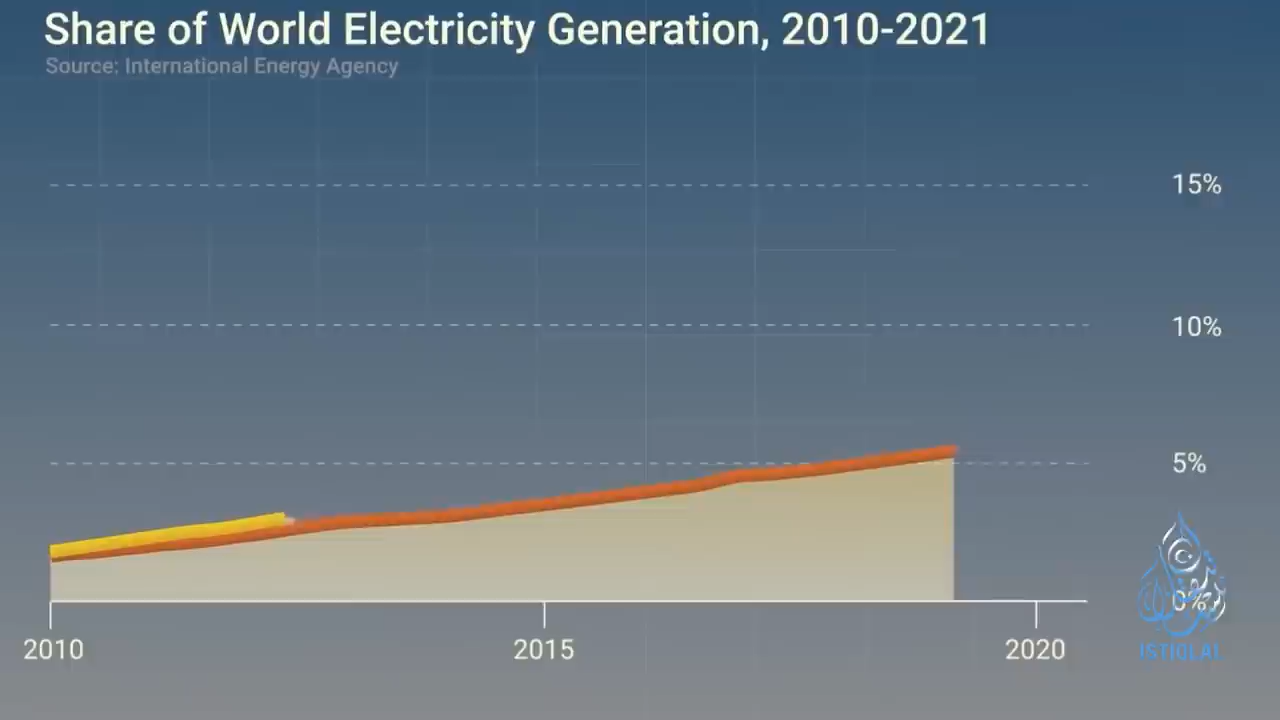 Share of World Electricity Generation, 2010-2021
Source: International Energy Agency
15%
10%
5%
0%
2010
2015
2020
ISTIQLAL